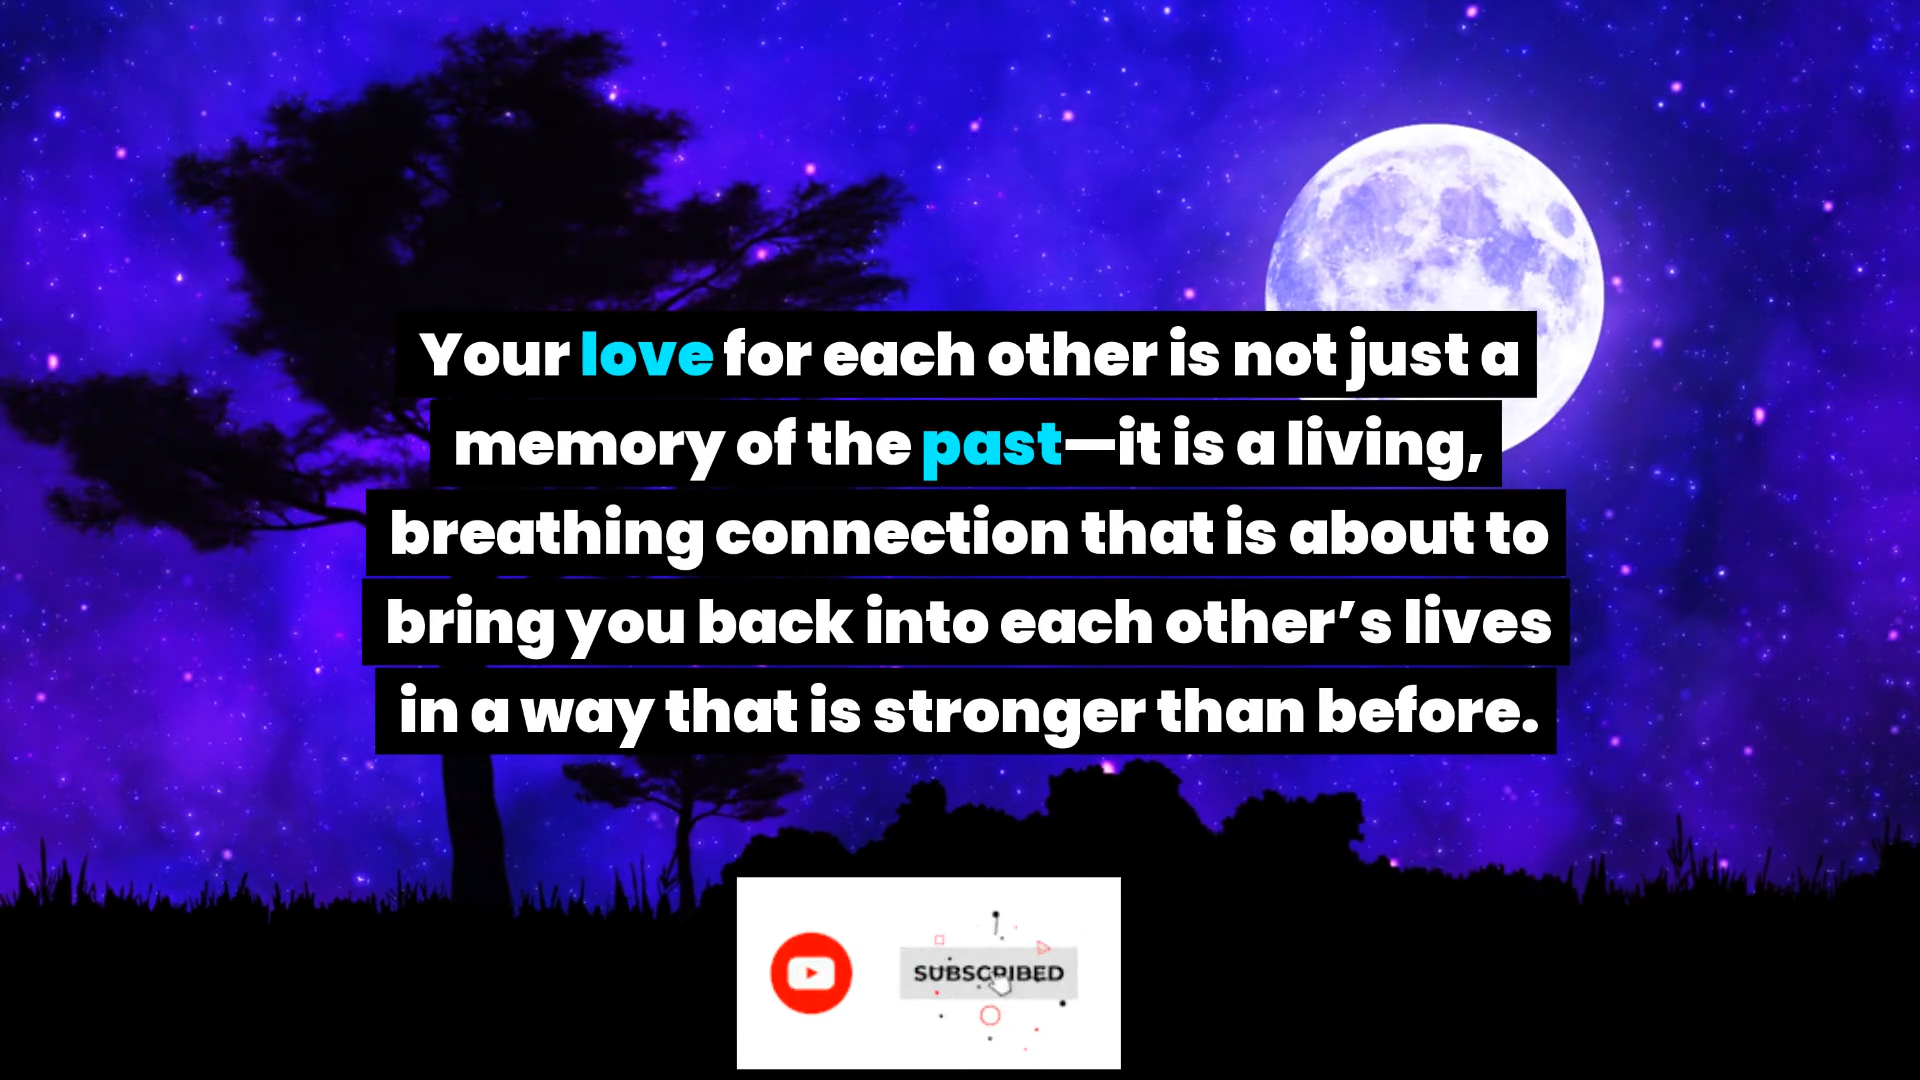 Your love for each other is not just a
memory of the past—it is a living,
breathing connection that is about to
bring you back into each other’s lives
in a way that is stronger than before.
SUBSCRIBED